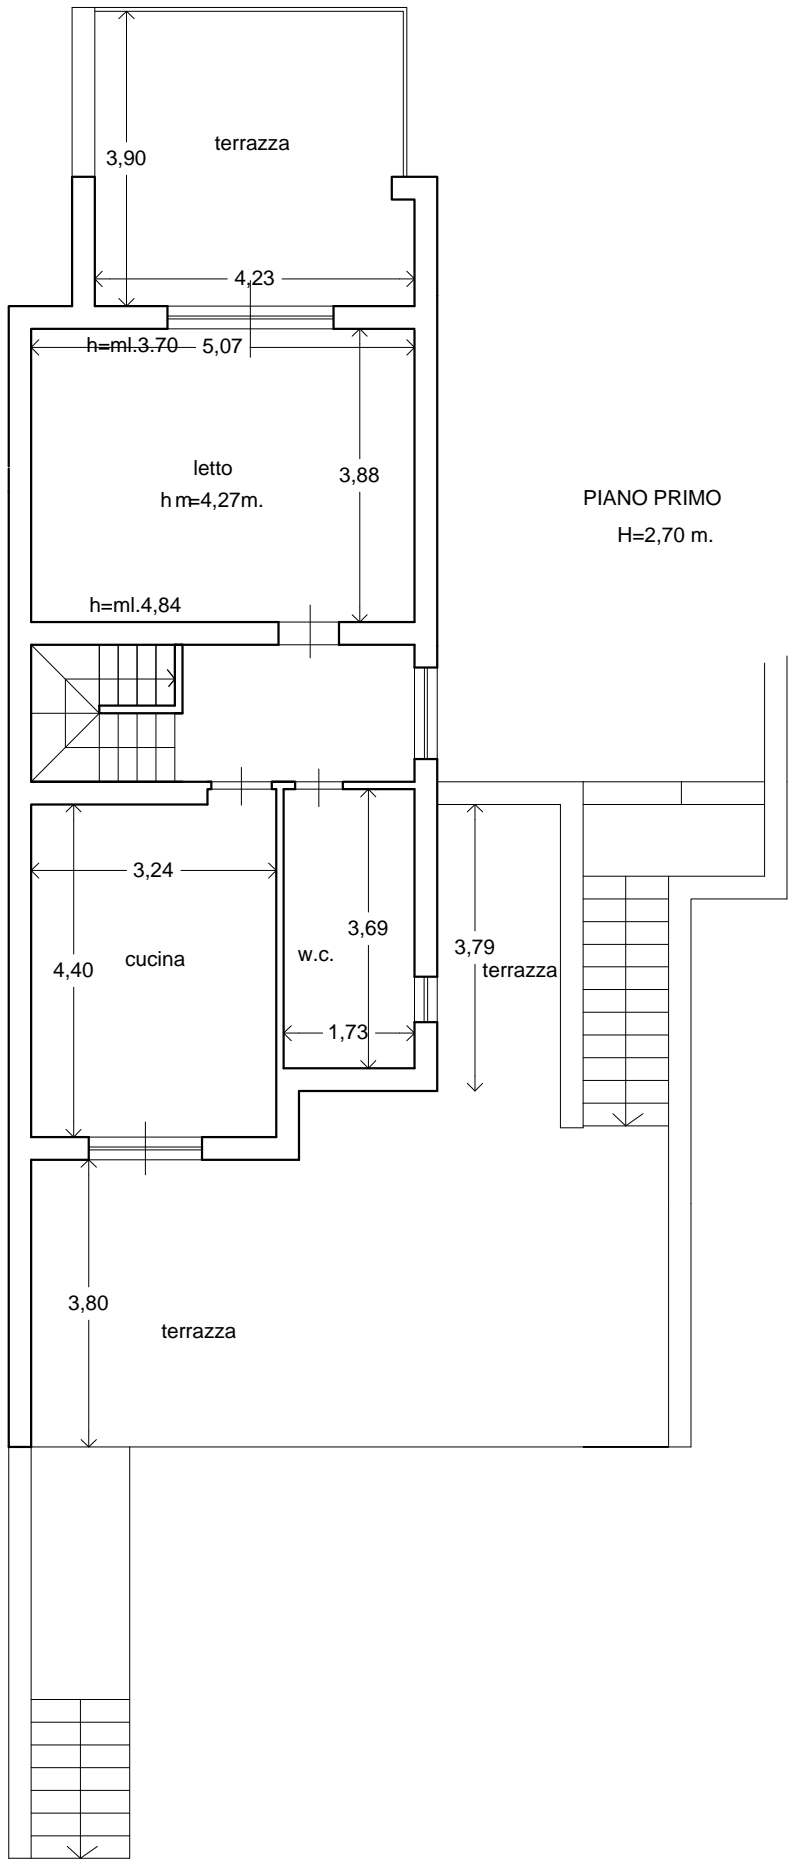 terrazza
3,90
4,23
h=ml.3.70
5,07
letto
3,88
h m=4,27m.
PIANO PRIMO
H=2,70 m.
h=ml.4,84
3,24
3,69
cucina
w.c.
3,79
4,40
terrazza
1,73
3,80
terrazza